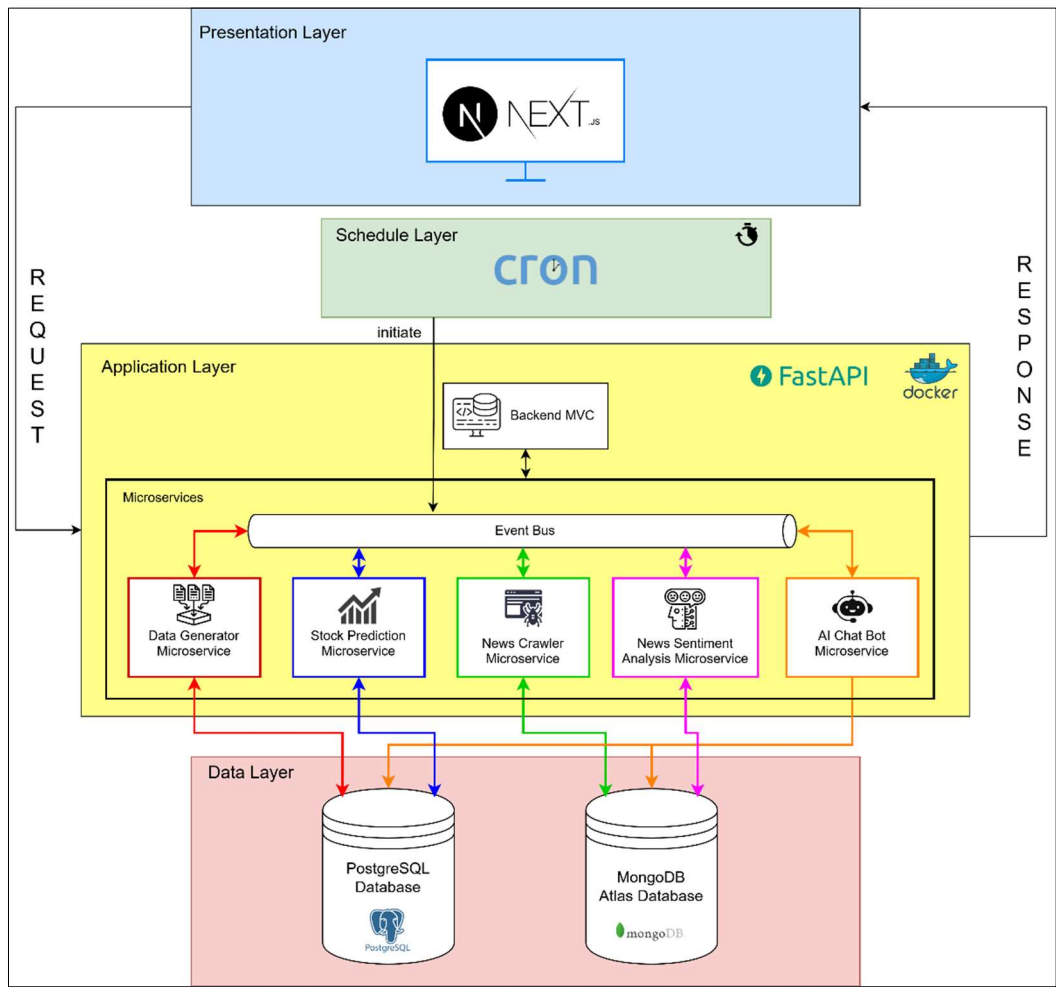 Presentation Layer
N NEXT.JS
Schedule Layer
cron
initiate
REQUEST
RESPONSE
Application Layer
FastAPI
docker
Backend MVC
Microservices
Event Bus
Data Generator
Microservice
Stock Prediction
Microservice
News Crawler
Microservice
News Sentiment
Analysis Microservice
AI Chat Bot
Microservice
Data Layer
PostgreSQL
Database
PostgreSQL
MongoDB
Atlas Database
mongoDB